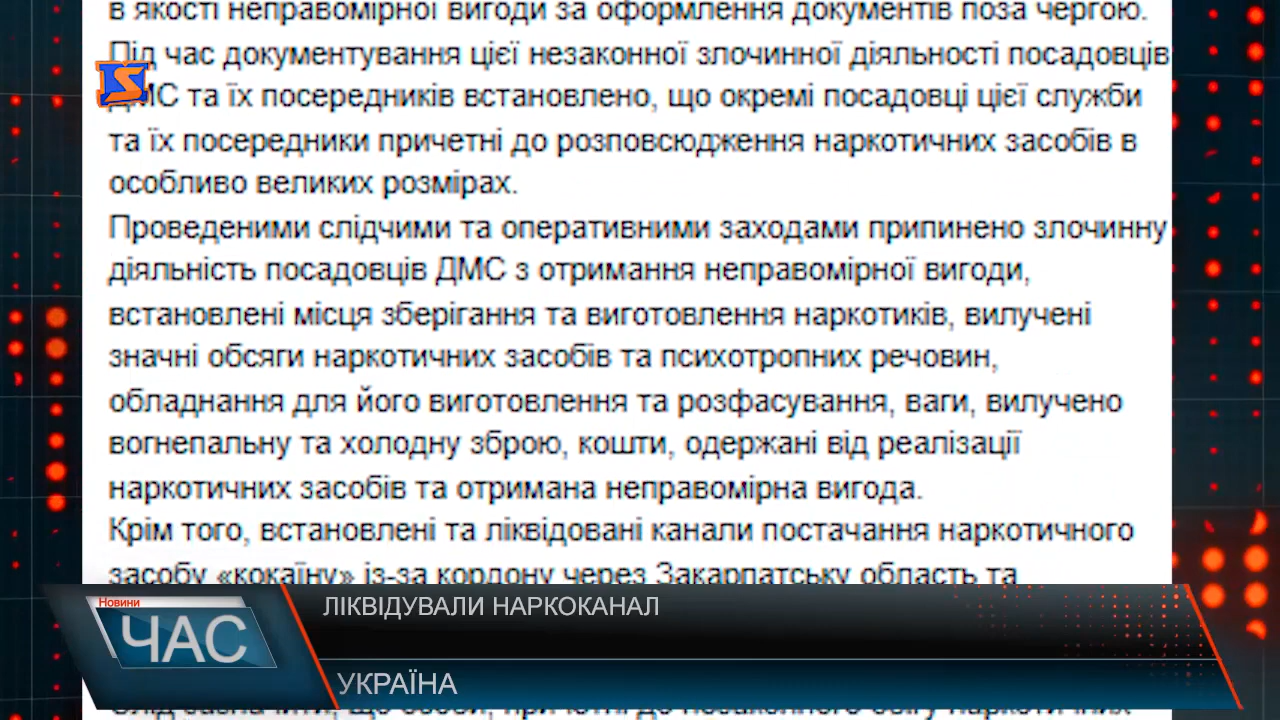 в якості неправомірної вигоди за оформлення документів поза чергою.
Під час документування цієї незаконної злочинної діяльності посадовців
ДМС та їх посередників встановлено, що окремі посадовці цієї служби
та їх посередники причетні до розповсюдження наркотичних засобів в
особливо великих розмірах.
Проведеними слідчими та оперативними заходами припинено злочинну
діяльність посадовців ДМС з отримання неправомірної вигоди,
встановлені місця зберігання та виготовлення наркотиків, вилучені
значні обсяги наркотичних засобів та психотропних речовин,
обладнання для його виготовлення та розфасування, ваги, вилучено
вогнепальну та холодну зброю, кошти, одержані від реалізації
наркотичних засобів та отримана неправомірна вигода.
Крім того, встановлені та ліквідовані канали постачання наркотичного
засобу «кокаїну» із-за кордону через Закарпатську область та
Новини
ЧАС
ЛІКВІДУВАЛИ НАРКОКАНАЛ
УКРАЇНА